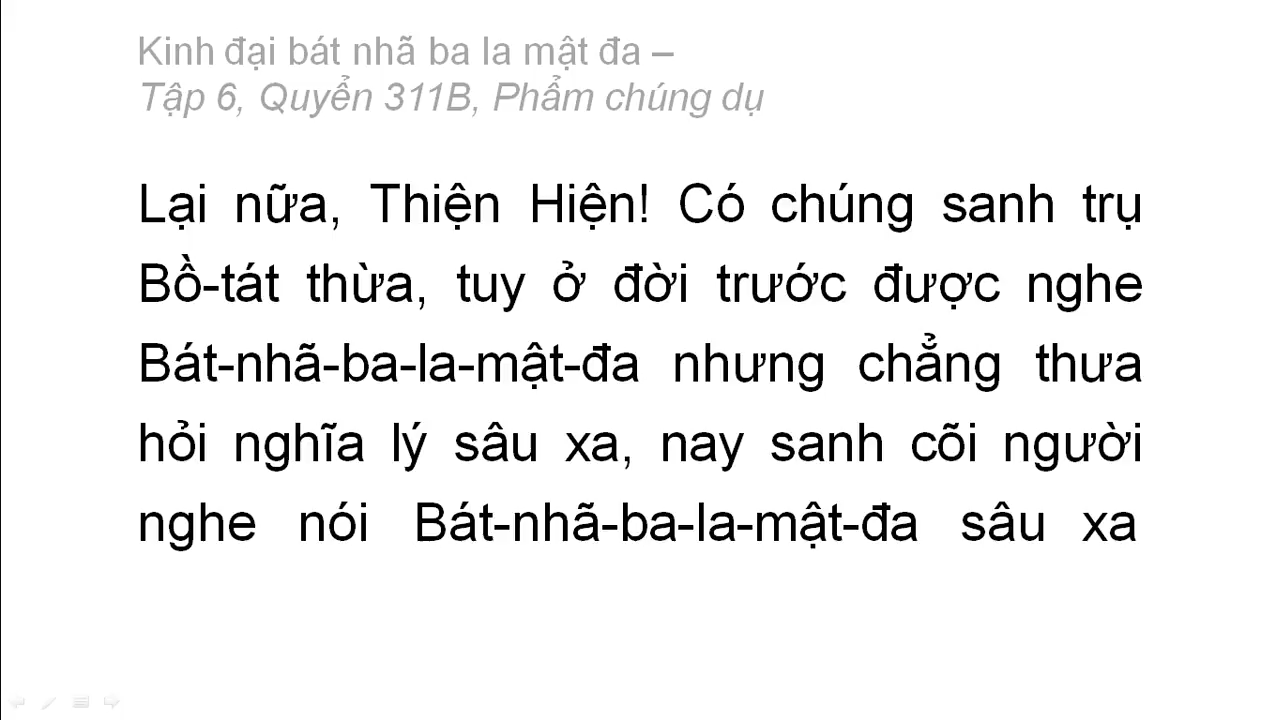 Kinh đại bát nhã ba la mật đa –
Tập 6, Quyển 311B, Phẩm chúng dụ
Lại nữa, Thiện Hiện! Có chúng sanh trụ
Bồ-tát thừa, tuy ở đời trước được nghe
Bát-nhã-ba-la-mật-đa nhưng chẳng thưa
hỏi nghĩa lý sâu xa, nay sanh cõi người
nghe nói Bát-nhã-ba-la-mật-đa sâu xa